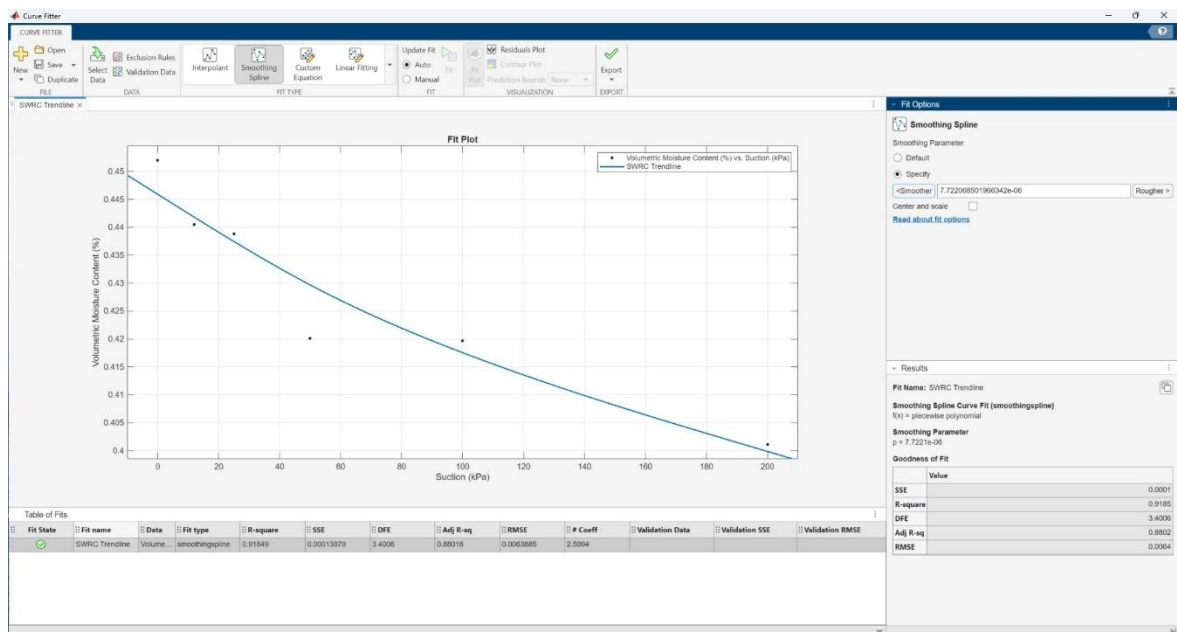 Curve Fitter
CURVE FITTER
New
Open
Save
Duplicate
FILE
Select Data
Exclusion Rules
Validation Data
DATA
Interpolant
Smoothing Spline
Custom Equation
Linear Fitting
FIT TYPE
Update Fit
Auto
Manual
Fit
FIT
Fit Plot
Residuals Plot
Contour Plot
Prediction Bounds None
VISUALIZATION
Export
EXPORT
SWRC Trendline
Fit Plot
Volumetric Moisture Content (%) vs. Suction (kPa)
SWRC Trendline
Volumetric Moisture Content (%)
0.45
0.445
0.44
0.435
0.43
0.425
0.42
0.415
0.41
0.405
0.4
0 20 40 60 80 100 120 140 160 180 200
Suction (kPa)
Fit Options
Smoothing Spline
Smoothing Parameter
Default
Specify
<Smoother 7.722068501966342e-06 Rougher >
Center and scale
Read about fit options
Results
Fit Name: SWRC Trendline
Smoothing Spline Curve Fit (smoothingspline)
f(x) = piecewise polynomial
Smoothing Parameter
p = 7.7221e-06
Goodness of Fit
Value
SSE 0.0001
R-square 0.9185
DFE 3.4006
Adj R-sq 0.8802
RMSE 0.0064
Table of Fits
Fit State Fit name Data Fit type R-square SSE DFE Adj R-sq RMSE # Coeff Validation Data Validation SSE Validation RMSE
SWRC Trendline Volume... smoothingspline 0.91849 0.00013879 3.4006 0.88016 0.0063885 2.5994